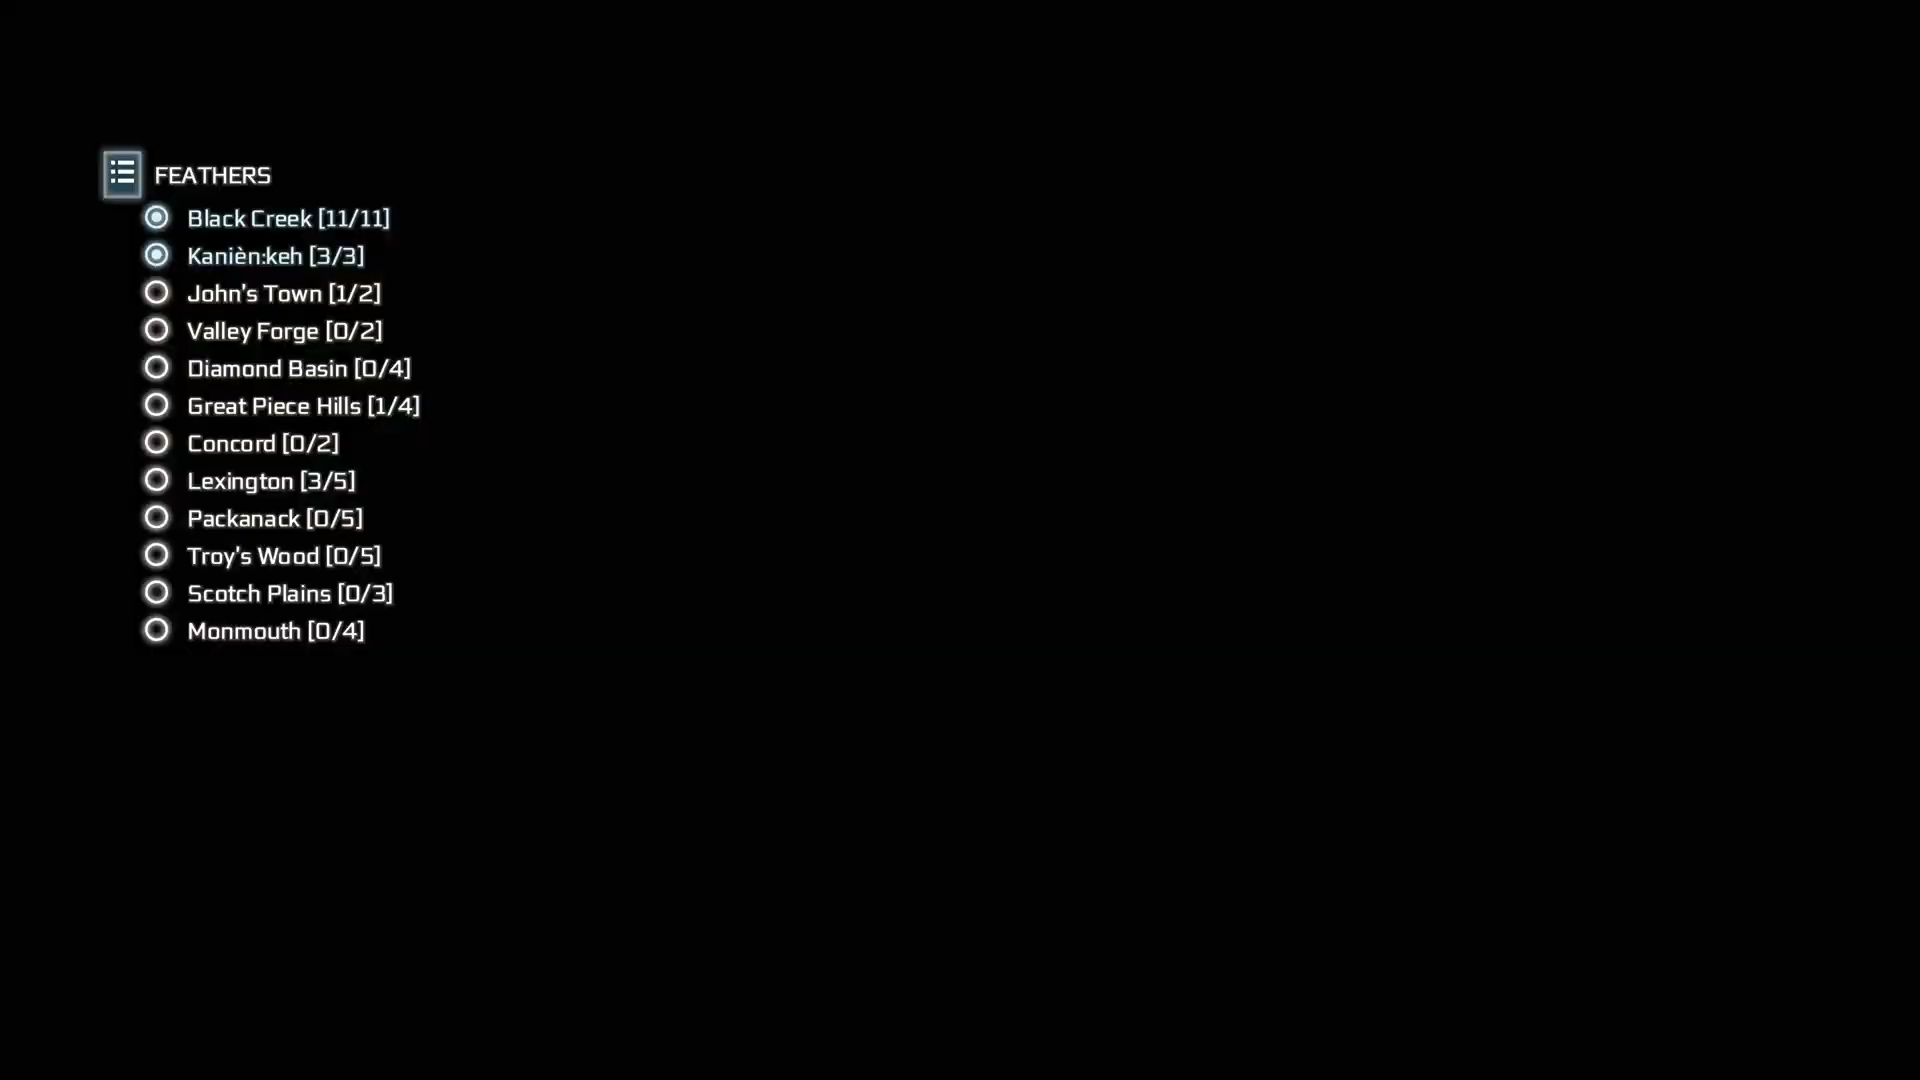 FEATHERS
Black Creek [11/11]
Kanièn:keh [3/3]
John's Town [1/2]
Valley Forge [0/2]
Diamond Basin [0/4]
Great Piece Hills [1/4]
Concord [0/2]
Lexington [3/5]
Packanack [0/5]
Troy's Wood [0/5]
Scotch Plains [0/3]
Monmouth [0/4]